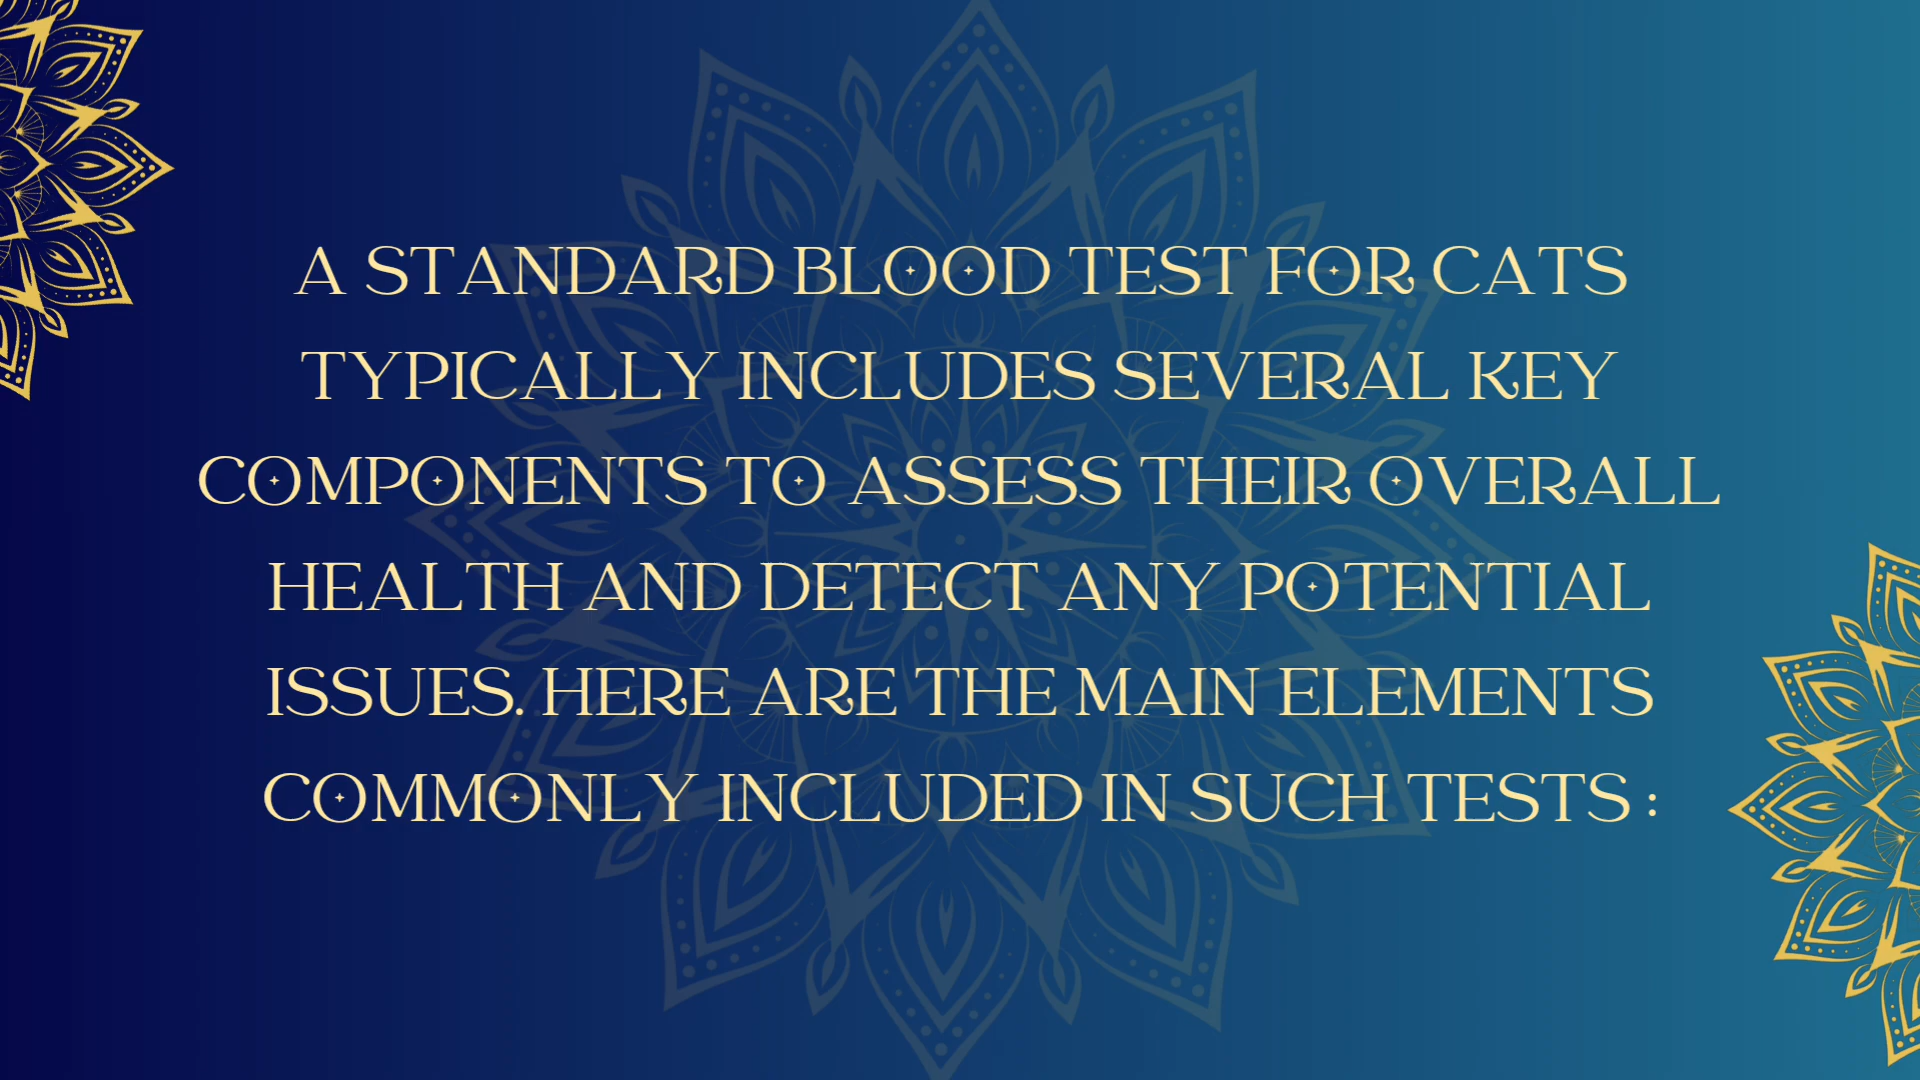 A STANDARD BLOOD TEST FOR CATS
TYPICALLY INCLUDES SEVERAL KEY
COMPONENTS TO ASSESS THEIR OVERALL
HEALTH AND DETECT ANY POTENTIAL
ISSUES. HERE ARE THE MAIN ELEMENTS
COMMONLY INCLUDED IN SUCH TESTS :